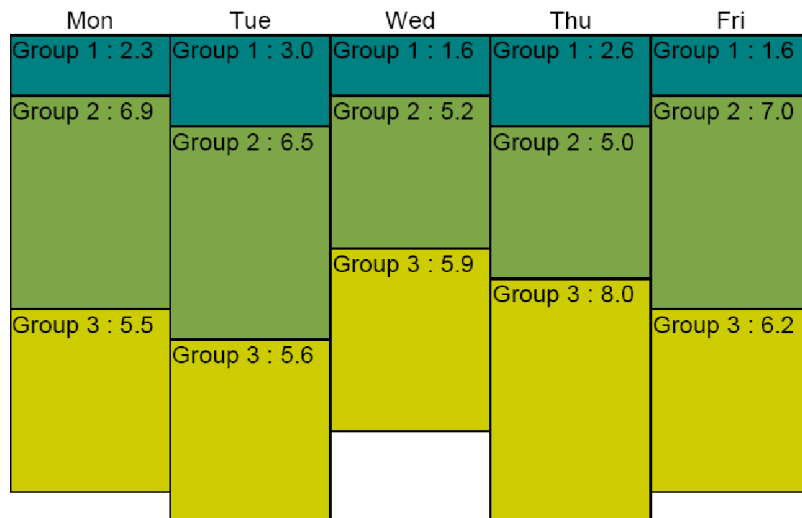 Mon Tue Wed Thu Fri
Group 1 : 2.3 Group 1 : 3.0 Group 1 : 1.6 Group 1 : 2.6 Group 1 : 1.6
Group 2 : 6.9 Group 2 : 5.2 Group 2 : 7.0
Group 2 : 6.5 Group 2 : 5.0
Group 3 : 5.9
Group 3 : 8.0
Group 3 : 5.5 Group 3 : 6.2
Group 3 : 5.6